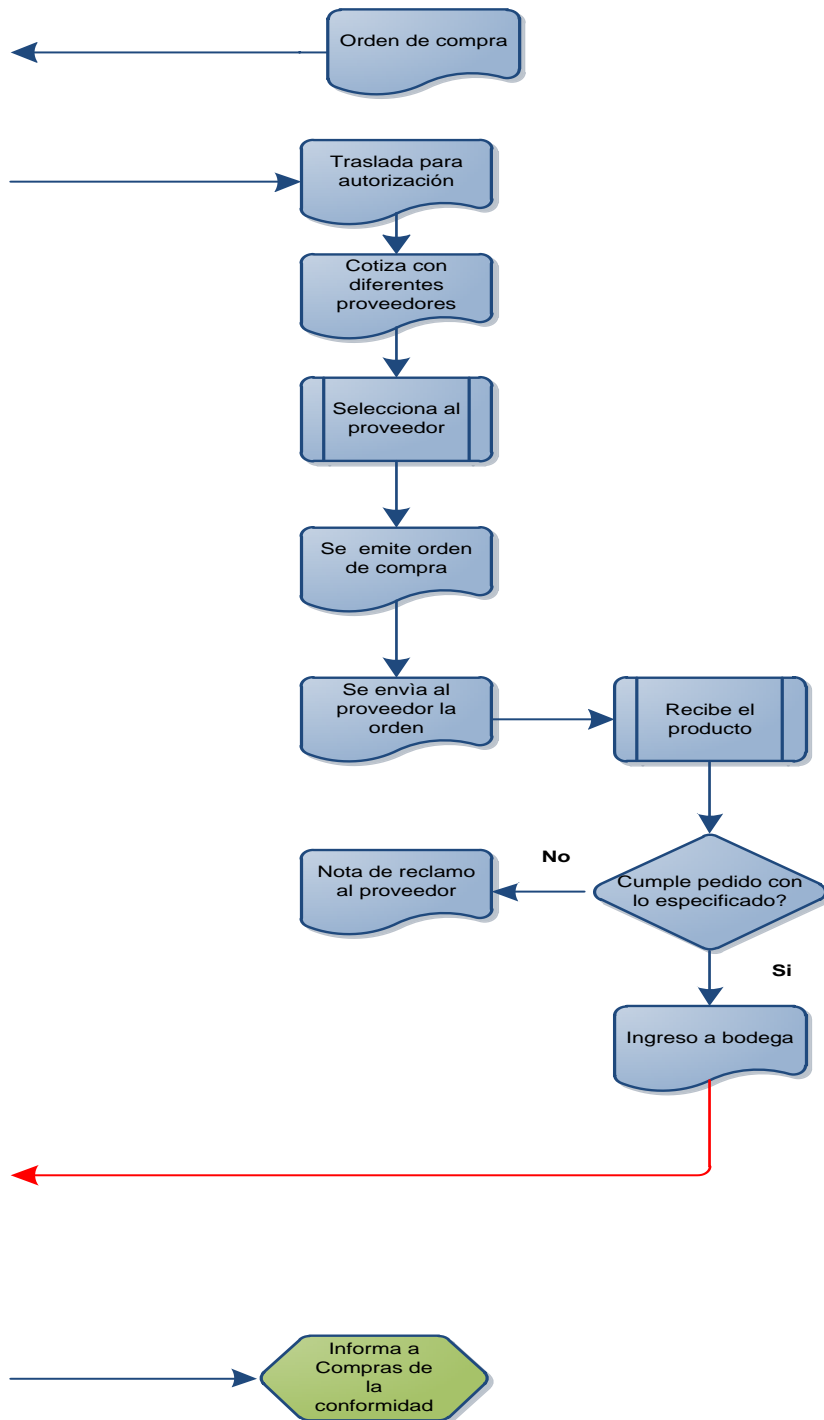 Orden de compra
Traslada para
autorización
Cotiza con
diferentes
proveedores
Selecciona al
proveedor
Se emite orden
de compra
Se envìa al
proveedor la
orden
Recibe el
producto
No
Nota de reclamo
al proveedor
Cumple pedido con
lo especificado?
Si
Ingreso a bodega
Informa a
Compras de
la
conformidad